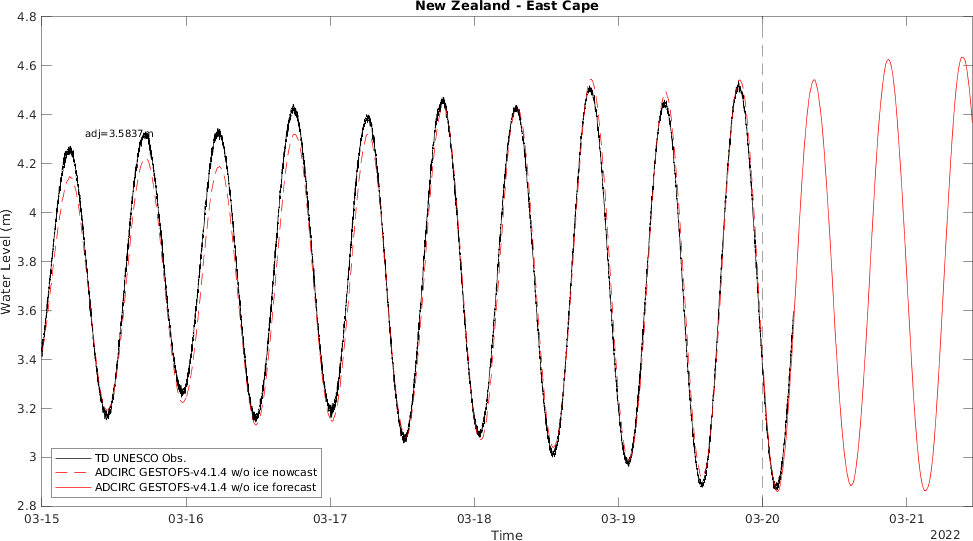 New Zealand - East Cape
4.8
4.6
4.4
4.2
4
3.8
3.6
3.4
3.2
3
2.8
Water Level (m)
adj=3.5837m
TD UNESCO Obs.
ADCIRC GESTOFS-v4.1.4 w/o ice nowcast
ADCIRC GESTOFS-v4.1.4 w/o ice forecast
03-15 03-16 03-17 03-18 03-19 03-20 03-21
Time
2022